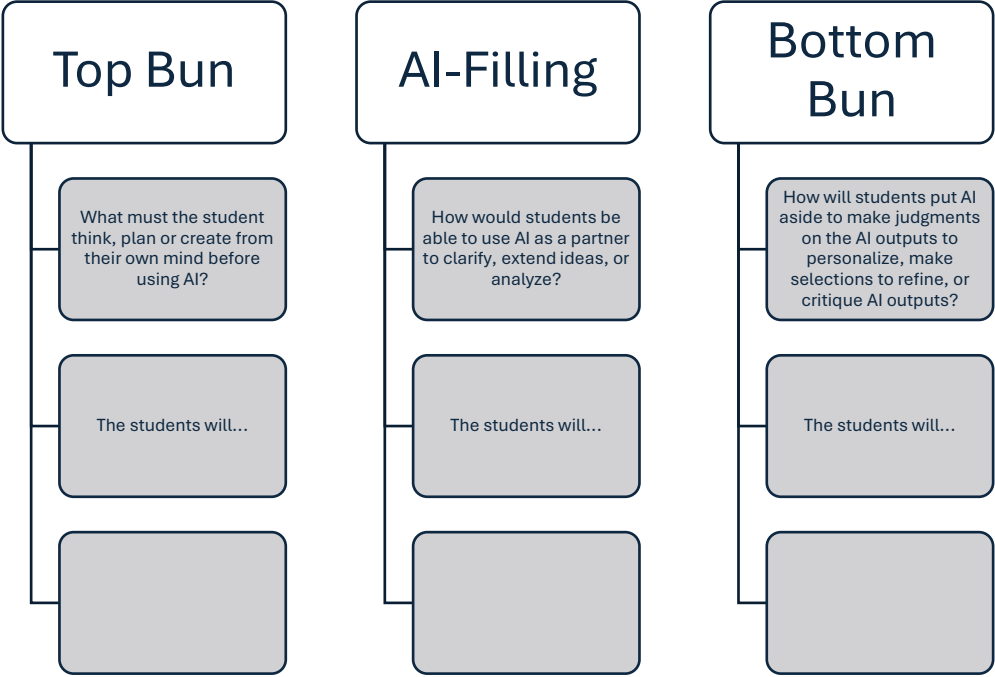 Top Bun
What must the student
think, plan or create from
their own mind before
using AI?
The students will...
AI-Filling
How would students be
able to use AI as a partner
to clarify, extend ideas, or
analyze?
The students will...
Bottom
Bun
How will students put AI
aside to make judgments
on the AI outputs to
personalize, make
selections to refine, or
critique AI outputs?
The students will...